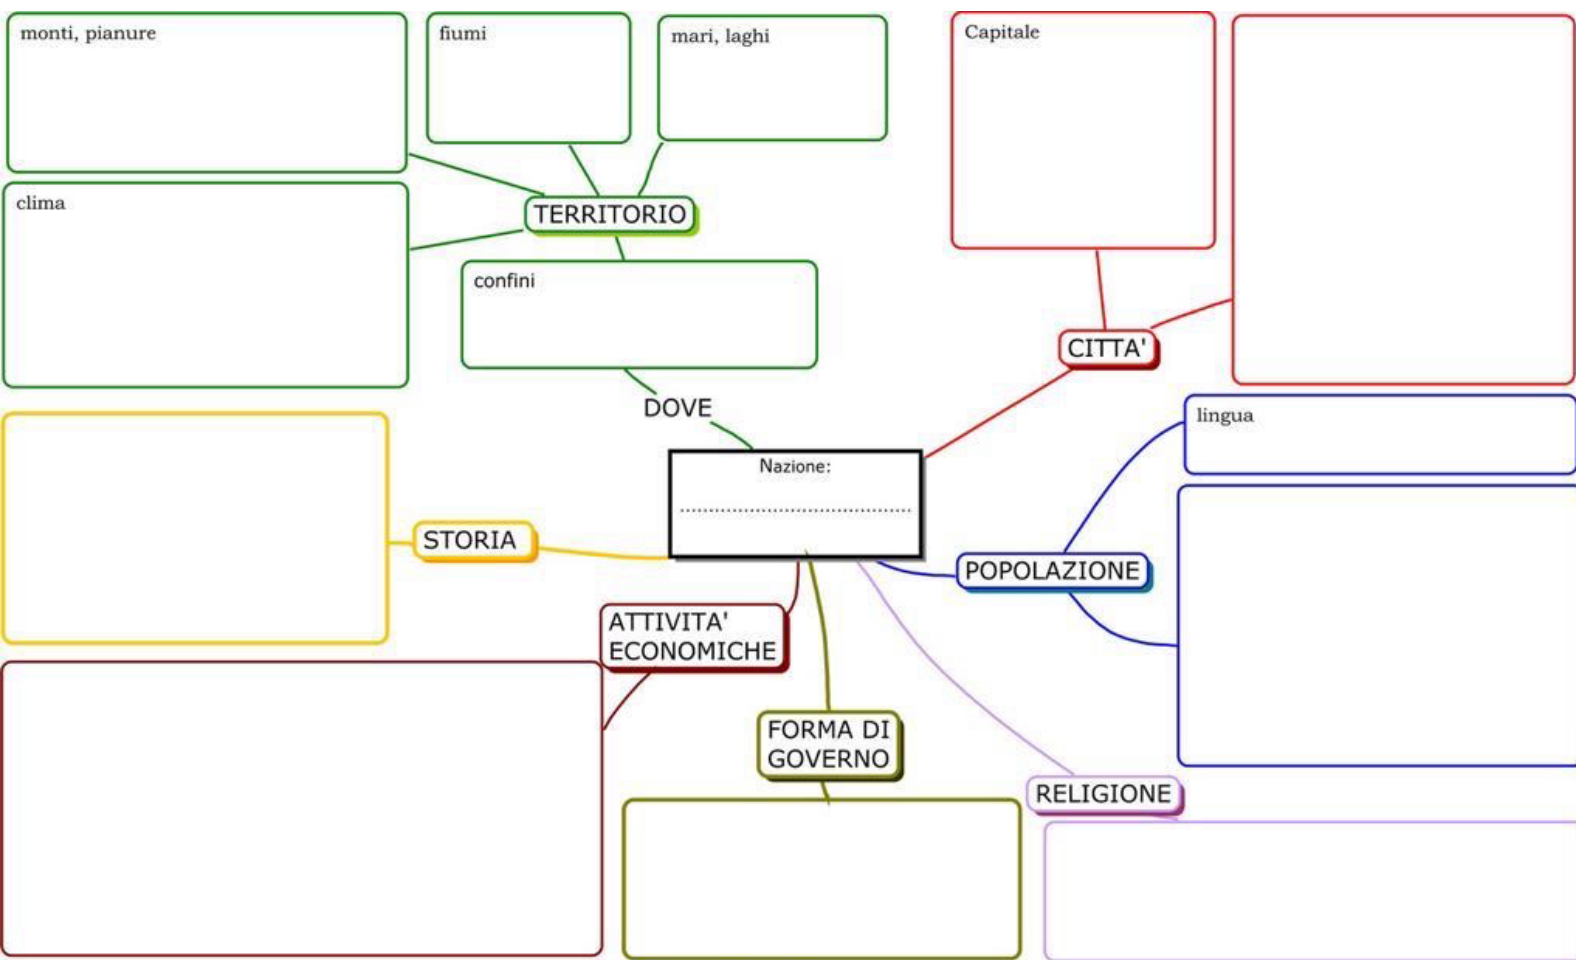 monti, pianure
fiumi
mari, laghi
Capitale
clima
TERRITORIO
confini
CITTA'
DOVE
lingua
Nazione:
STORIA
POPOLAZIONE
ATTIVITA'
ECONOMICHE
FORMA DI
GOVERNO
RELIGIONE